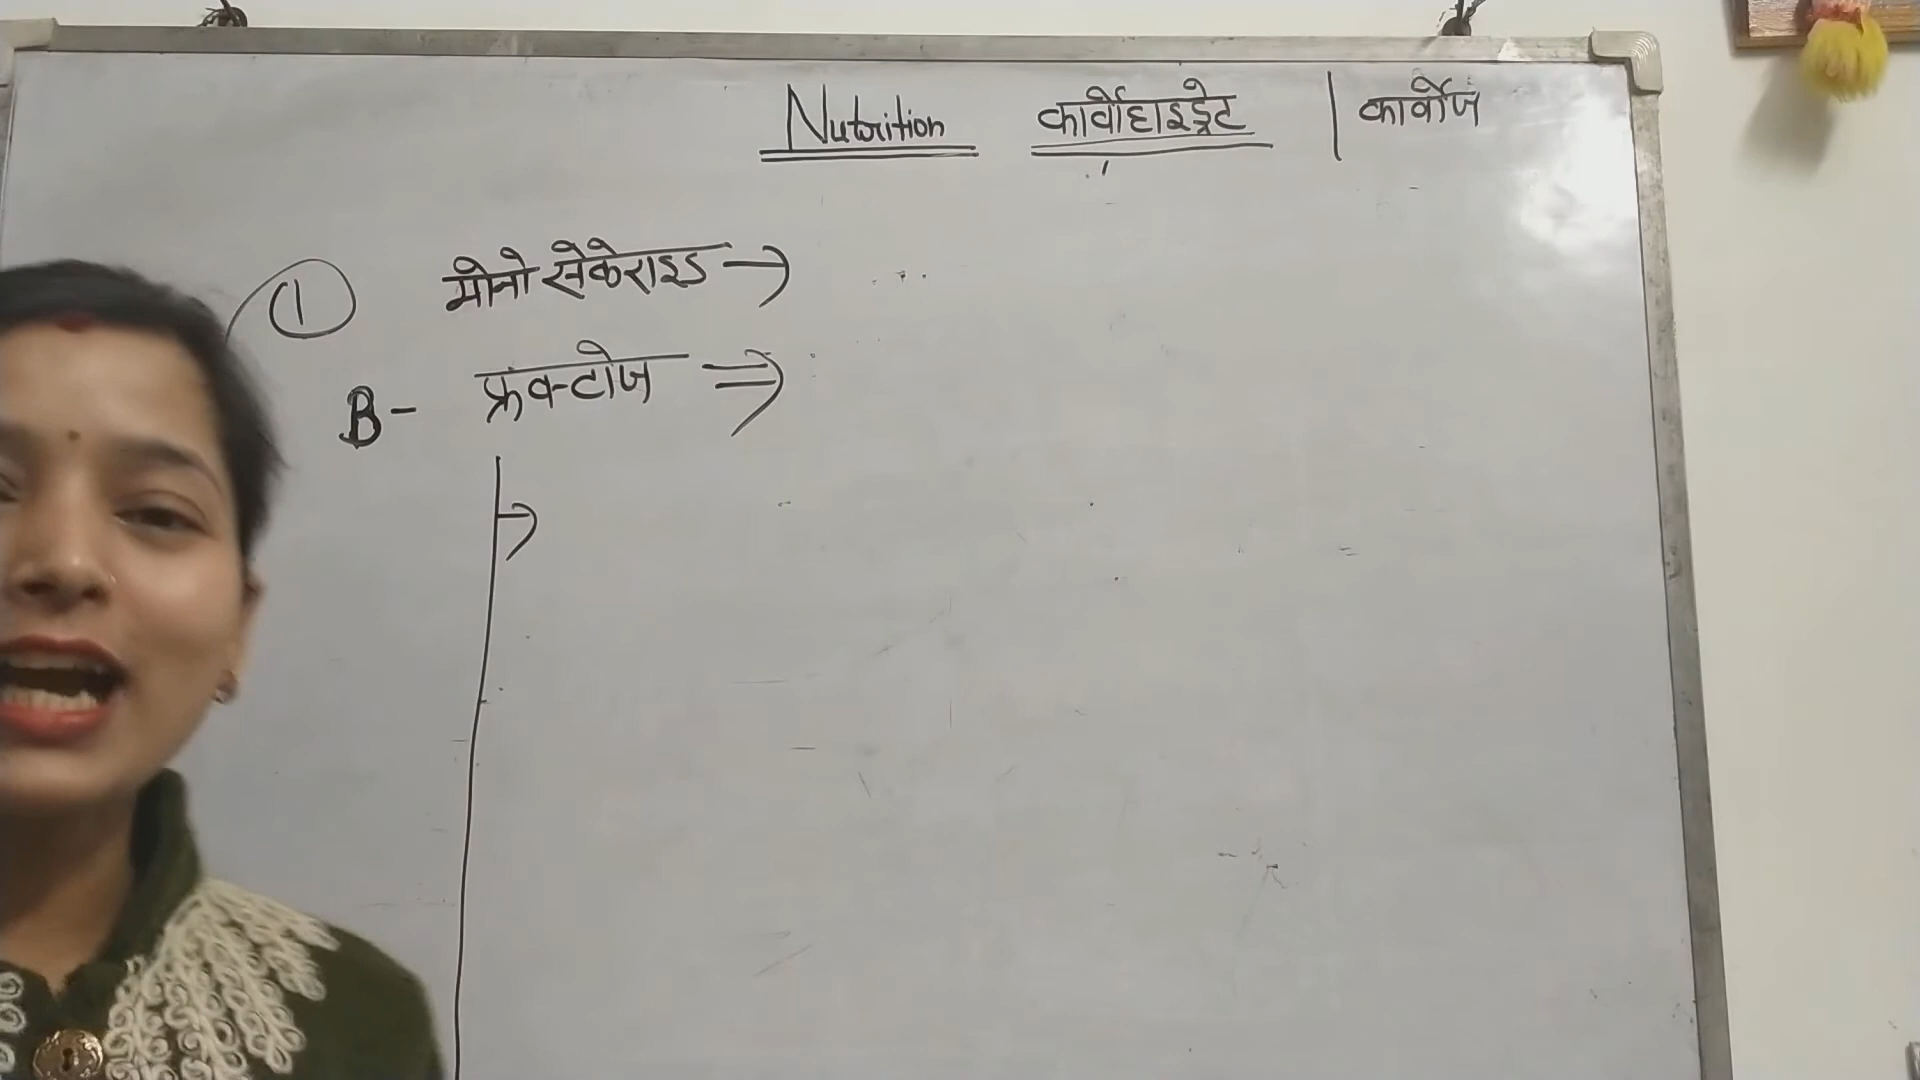 Nutrition कार्वोहाइड्रेट | कार्वोज
① मोनो सेकेराइड →
B- फ्रक्टोज ⇒
→